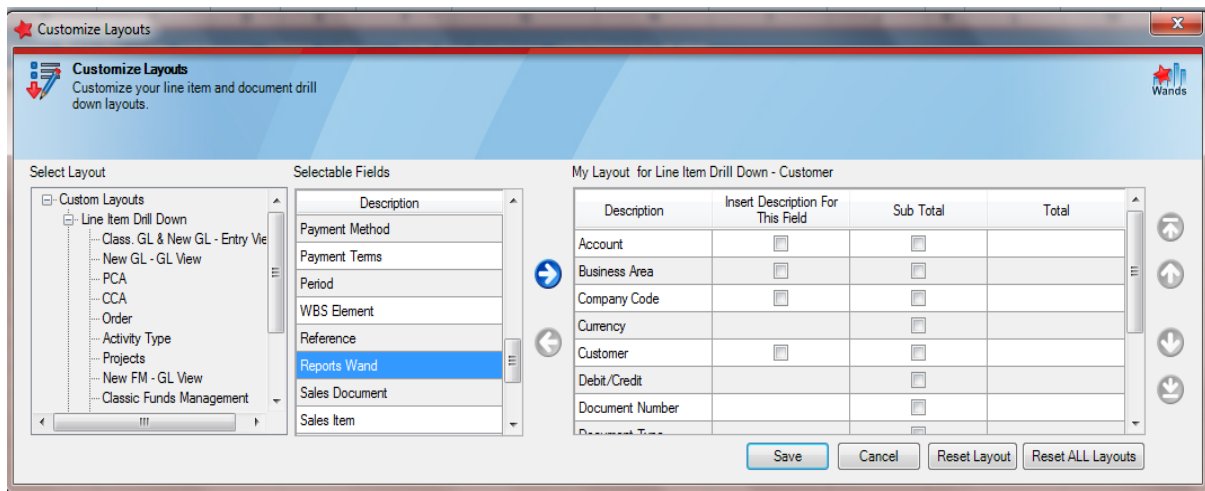 Customize Layouts
x
Customize Layouts
Customize your line item and document drill
down layouts.
Wands
Select Layout
Selectable Fields
My Layout for Line Item Drill Down - Customer
Custom Layouts
Line Item Drill Down
Class. GL & New GL - Entry Vie
New GL - GL View
PCA
CCA
Order
Activity Type
Projects
New FM - GL View
Classic Funds Management
Description
Payment Method
Payment Terms
Period
WBS Element
Reference
Reports Wand
Sales Document
Sales Item
Description Insert Description For This Field Sub Total Total
Account
Business Area
Company Code
Currency
Customer
Debit/Credit
Document Number
Document Type
Save Cancel Reset Layout Reset ALL Layouts